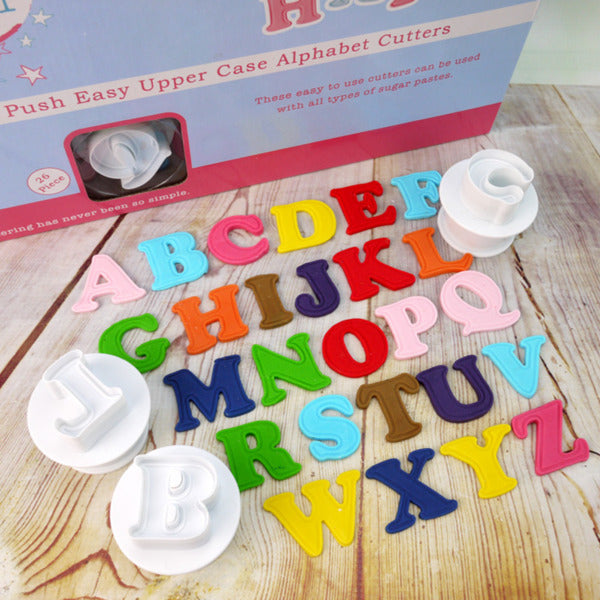 Push Easy Upper Case Alphabet Cutters
These easy to use cutters can be used
with all types of sugar pastes.
26
Piece
ering has never been so simple.
A B C D E F
G H I J K L
M N O P Q
R S T U V
W X Y Z
J
B